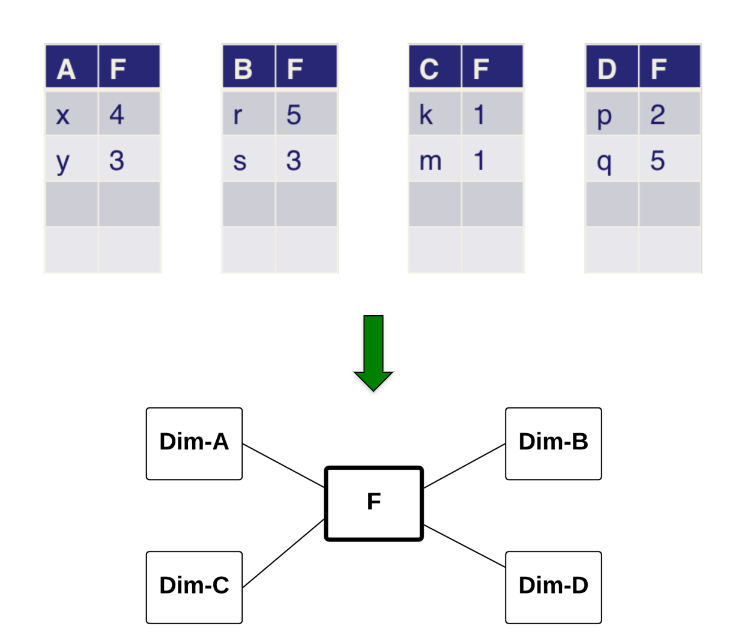 A F B F C F D F
x 4 r 5 k 1 p 2
y 3 s 3 m 1 q 5
Dim-A Dim-B
F
Dim-C Dim-D